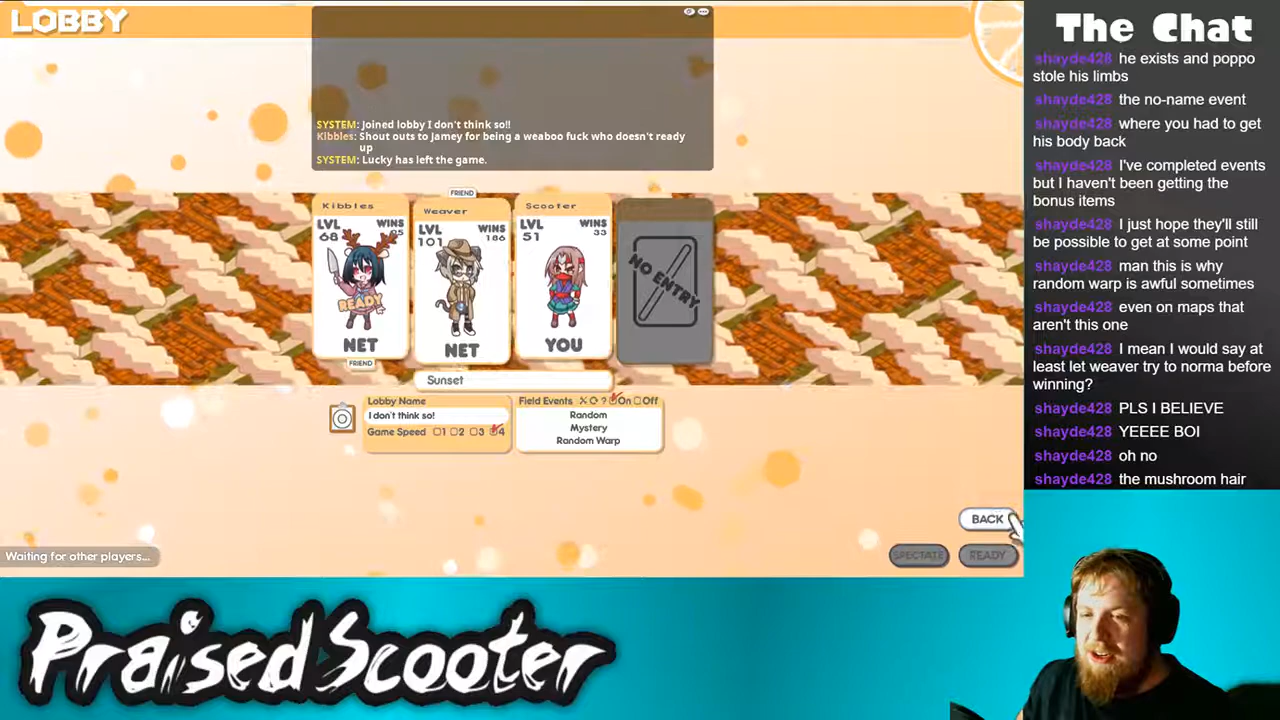 LOBBY
SYSTEM: Joined lobby I don't think so!!
Kibbles: Shout outs to Jamey for being a weaboo fuck who doesn't ready
up
SYSTEM: Lucky has left the game.
FRIEND
Kibbles
LVL
68
WINS
READY
NET
FRIEND
Weaver
LVL
101
WINS
186
NET
Scooter
LVL
51
WINS
33
YOU
NO ENTRY
Sunset
Lobby Name
I don't think so!
Game Speed 1 2 3 4
Field Events ? On Off
Random
Mystery
Random Warp
BACK
SPECTATE
READY
Waiting for other players...
PraisedScooter
The Chat
shayde428 he exists and poppo
stole his limbs
shayde428 the no-name event
shayde428 where you had to get
his body back
shayde428 I've completed events
but I haven't been getting the
bonus items
shayde428 I just hope they'll still
be possible to get at some point
shayde428 man this is why
random warp is awful sometimes
shayde428 even on maps that
aren't this one
shayde428 I mean I would say at
least let weaver try to norma before
winning?
shayde428 PLS I BELIEVE
shayde428 YEEEE BOI
shayde428 oh no
shayde428 the mushroom hair